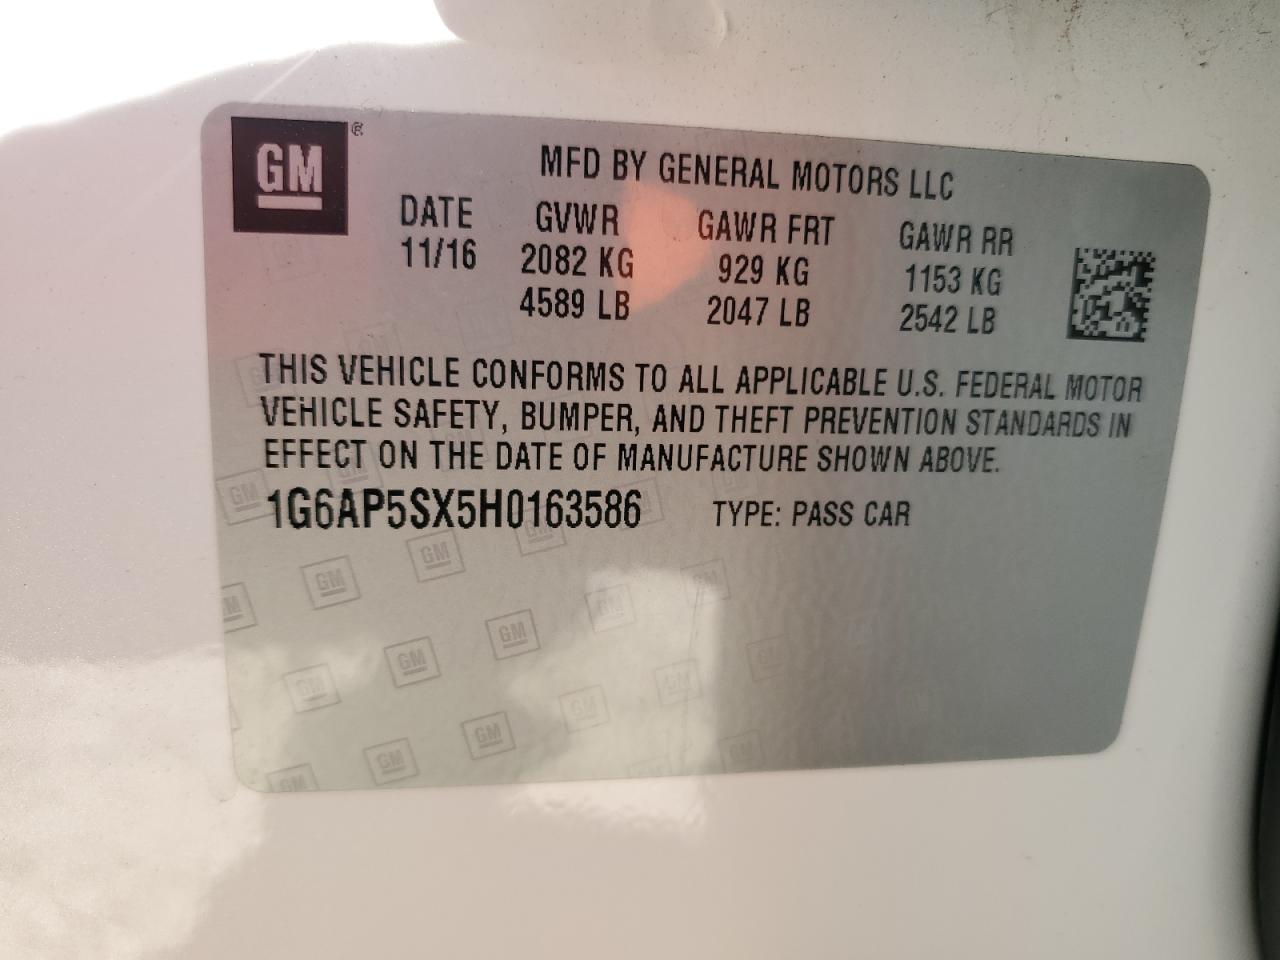 GM ®
MFD BY GENERAL MOTORS LLC
DATE GVWR GAWR FRT GAWR RR
11/16 2082 KG 929 KG 1153 KG
4589 LB 2047 LB 2542 LB
THIS VEHICLE CONFORMS TO ALL APPLICABLE U.S. FEDERAL MOTOR
VEHICLE SAFETY, BUMPER, AND THEFT PREVENTION STANDARDS IN
EFFECT ON THE DATE OF MANUFACTURE SHOWN ABOVE.
1G6AP5SX5H0163586 TYPE: PASS CAR